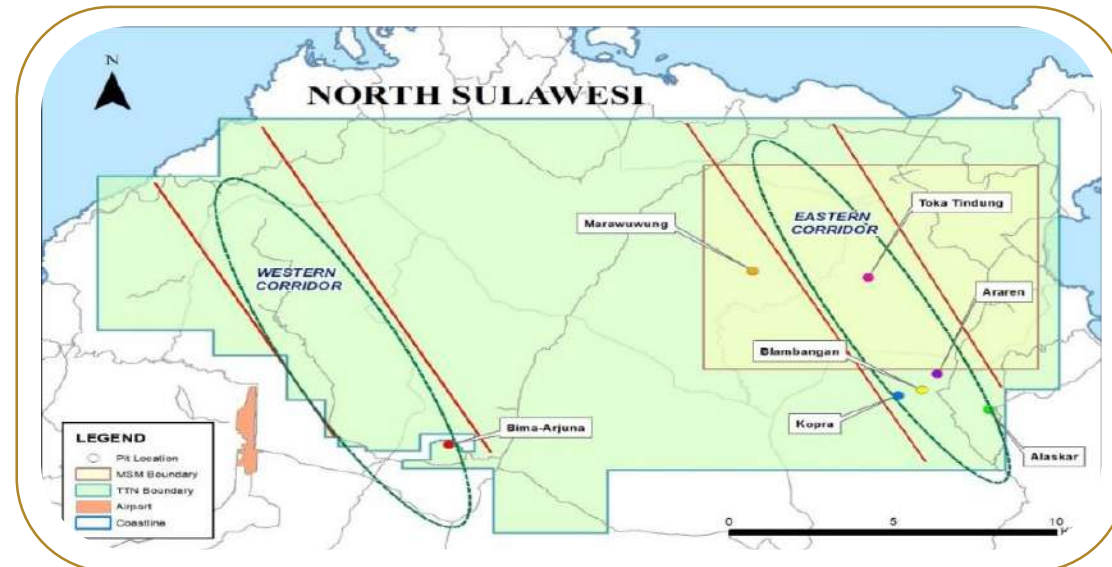 N
NORTH SULAWESI
EASTERN
CORRIDOR
Toka Tindung
Marawuwung
WESTERN
CORRIDOR
Araren
Blambangan
Kopra
Bima-Arjuna
Alaskar
LEGEND
Pit Location
MSM Boundary
TTN Boundary
Airport
Coastline
0 5 10